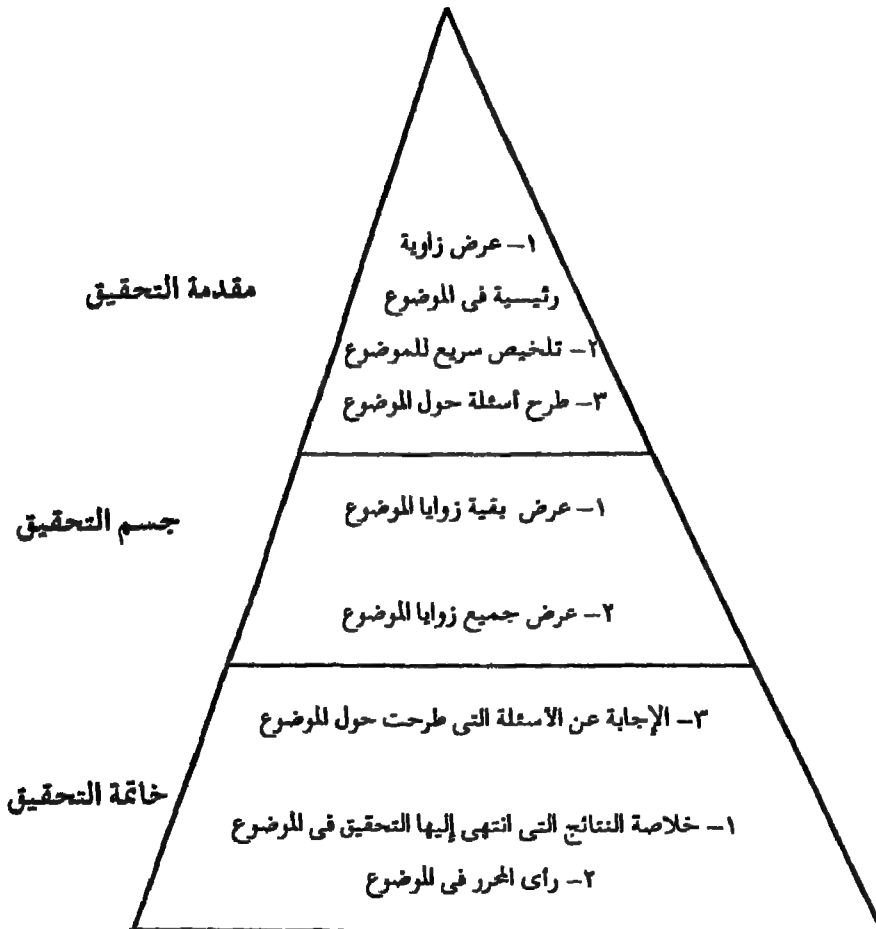 ١– عرض زاوية
مقدمة التحقيق
رئيسية فى الموضوع
٢– تلخيص سريع للموضوع
٣– طرح أسئلة حول الموضوع
١– عرض بقية زوايا الموضوع
جسم التحقيق
٢– عرض جميع زوايا الموضوع
٣– الإجابة عن الأسئلة التى طرحت حول الموضوع
خاتمة التحقيق
١– خلاصة النتائج التى انتهى إليها التحقيق فى الموضوع
٢– رأى المحرر فى الموضوع